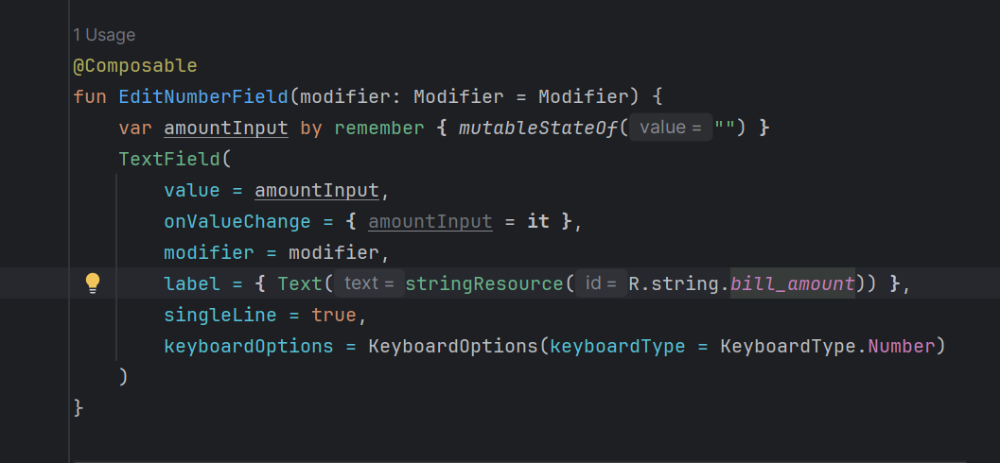 1 Usage
@Composable
fun EditNumberField(modifier: Modifier = Modifier) {
    var amountInput by remember { mutableStateOf( value = "") }
    TextField(
        value = amountInput,
        onValueChange = { amountInput = it },
        modifier = modifier,
        label = { Text( text = stringResource( id = R.string.bill_amount)) },
        singleLine = true,
        keyboardOptions = KeyboardOptions(keyboardType = KeyboardType.Number)
    )
}